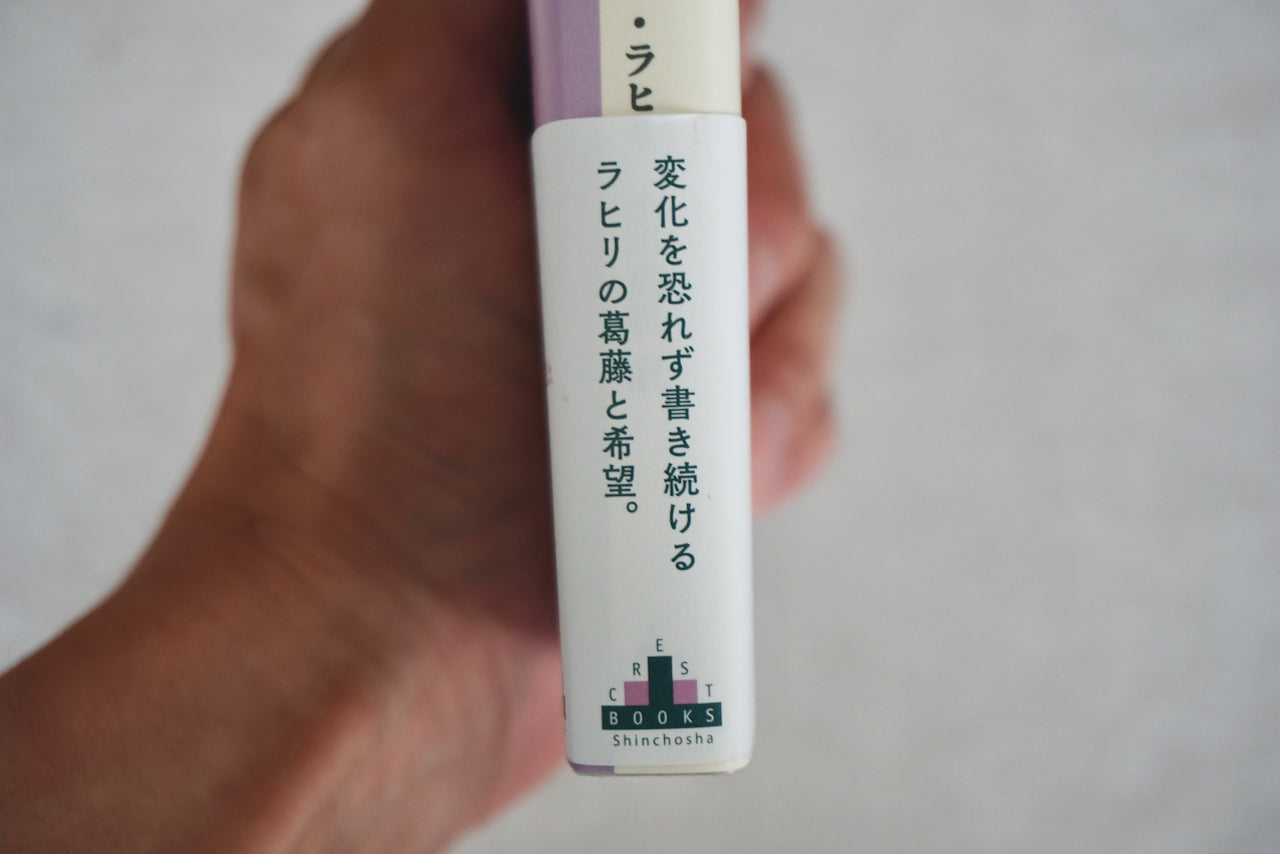 ・ラヒ
変化を恐れず書き続ける
ラヒリの葛藤と希望。
CREST
BOOKS
Shinchosha